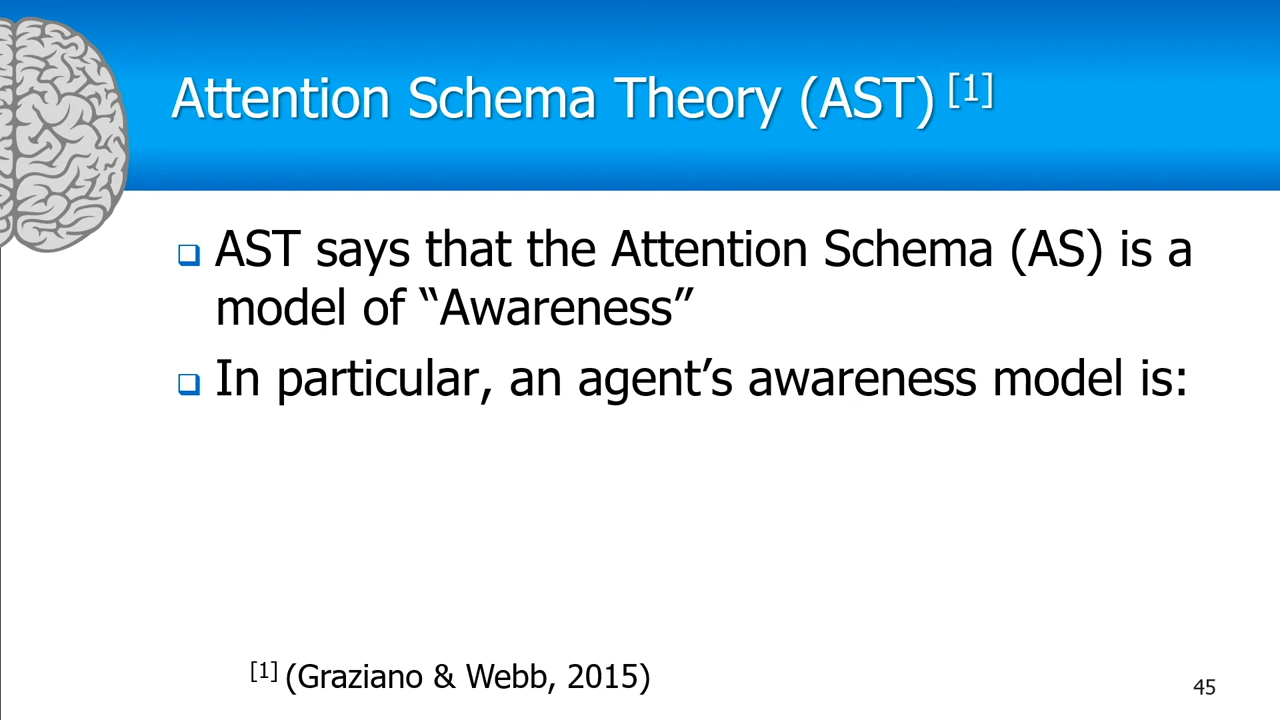 Attention Schema Theory (AST) [1]
AST says that the Attention Schema (AS) is a
model of “Awareness”
In particular, an agent’s awareness model is:
[1] (Graziano & Webb, 2015)
45